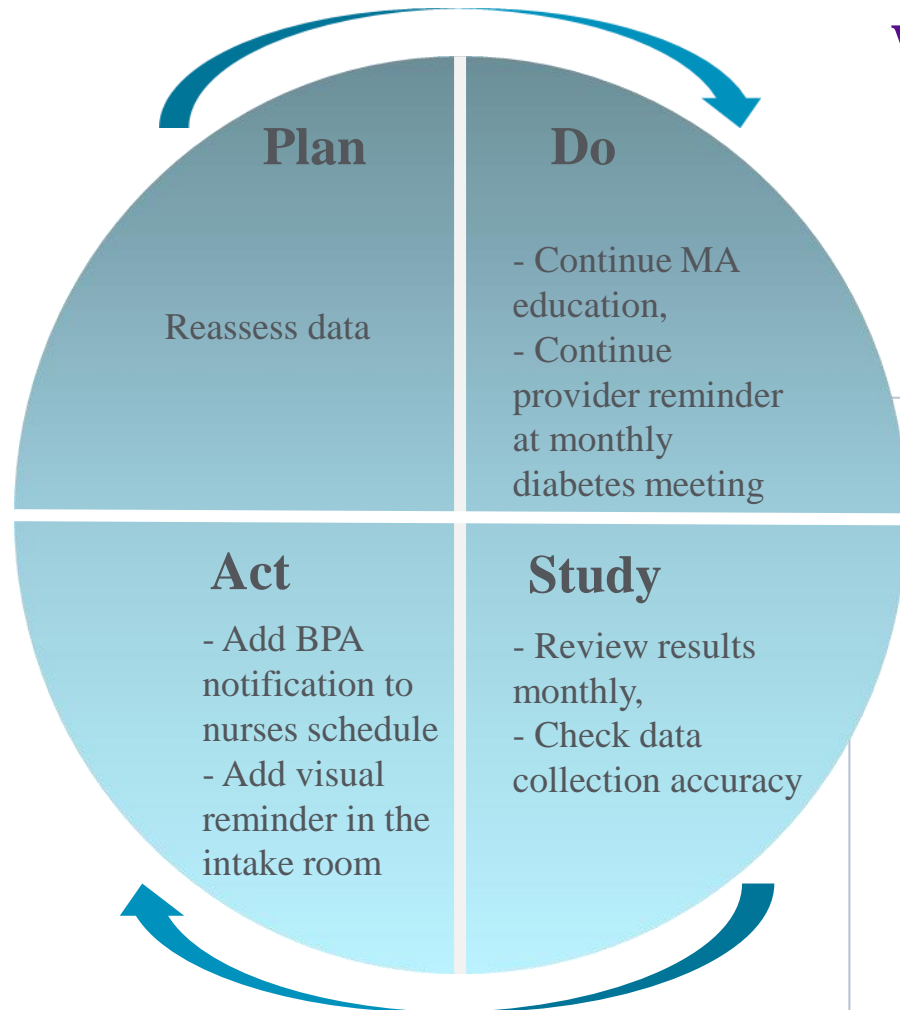 Plan
Reassess data
Do
- Continue MA
education,
- Continue
provider reminder
at monthly
diabetes meeting
Act
- Add BPA
notification to
nurses schedule
- Add visual
reminder in the
intake room
Study
- Review results
monthly,
- Check data
collection accuracy